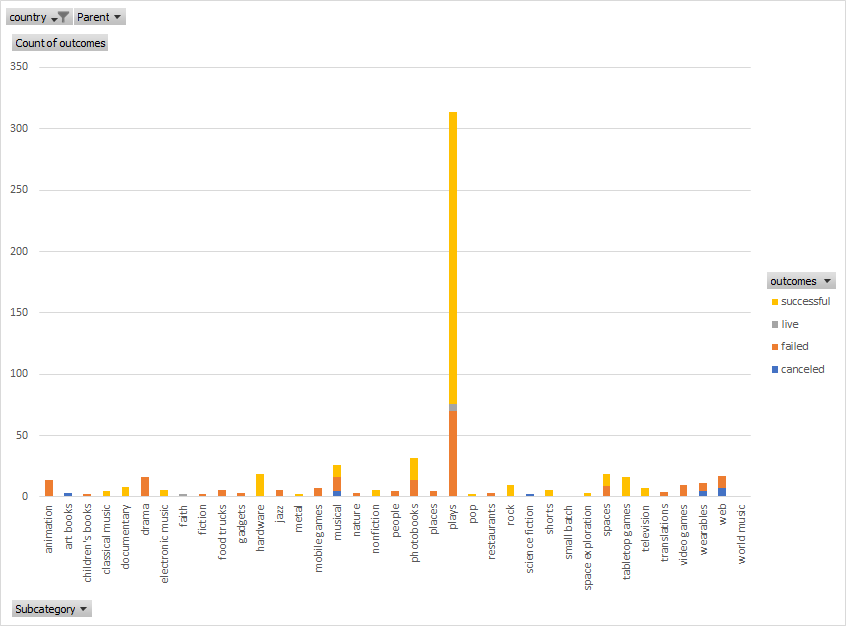 country Parent
Count of outcomes
350
300
250
200
150
100
50
0
animation
art books
children's books
classical music
documentary
drama
electronic music
faith
fiction
food trucks
gadgets
hardware
jazz
metal
mobile games
musical
nature
nonfiction
people
photobooks
places
plays
pop
restaurants
rock
science fiction
shorts
small batch
space exploration
spaces
tabletop games
television
translations
video games
wearables
web
world music
outcomes
successful
live
failed
canceled
Subcategory